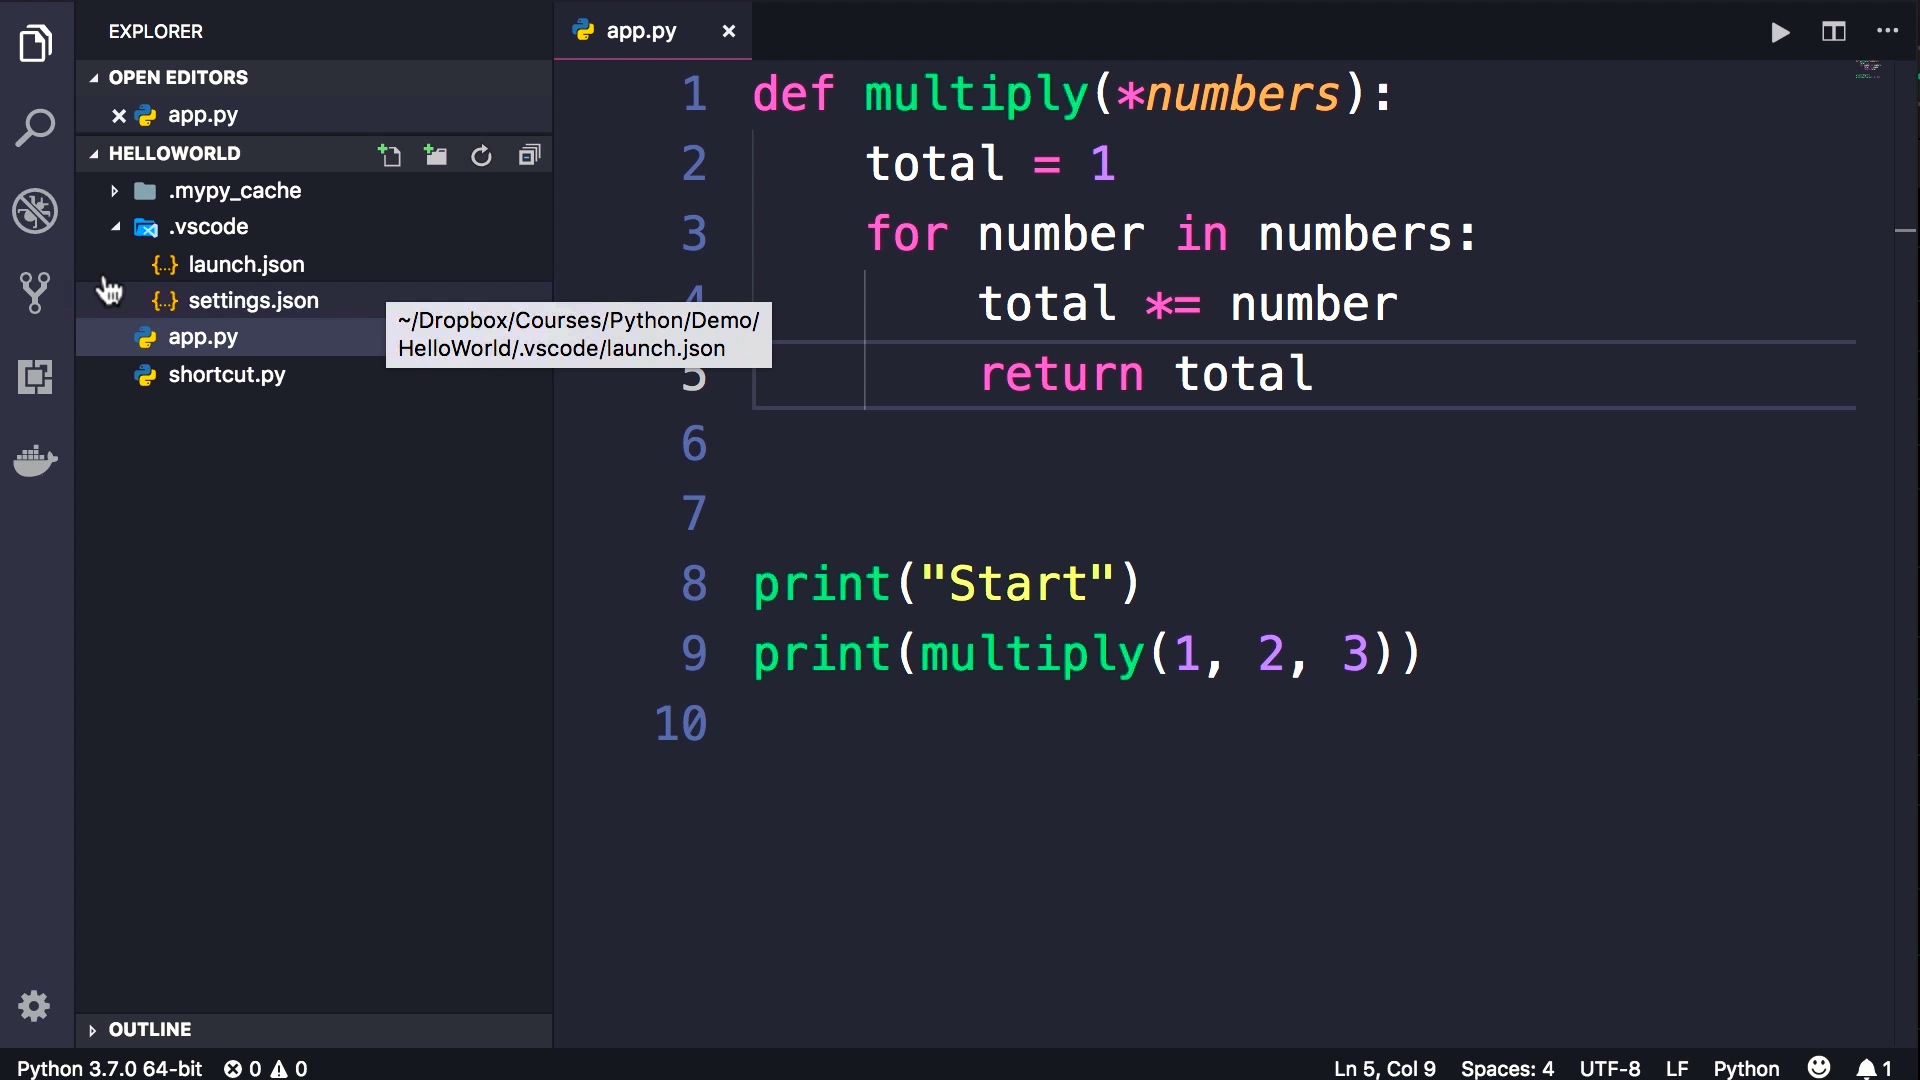 EXPLORER
OPEN EDITORS
app.py
HELLOWORLD
.mypy_cache
.vscode
launch.json
settings.json
app.py
shortcut.py
OUTLINE
~/Dropbox/Courses/Python/Demo/
HelloWorld/.vscode/launch.json
app.py
1 def multiply(*numbers):
2 total = 1
3 for number in numbers:
4 total *= number
5 return total
6
7
8 print("Start")
9 print(multiply(1, 2, 3))
10
Python 3.7.0 64-bit 0 0 Ln 5, Col 9 Spaces: 4 UTF-8 LF Python 1